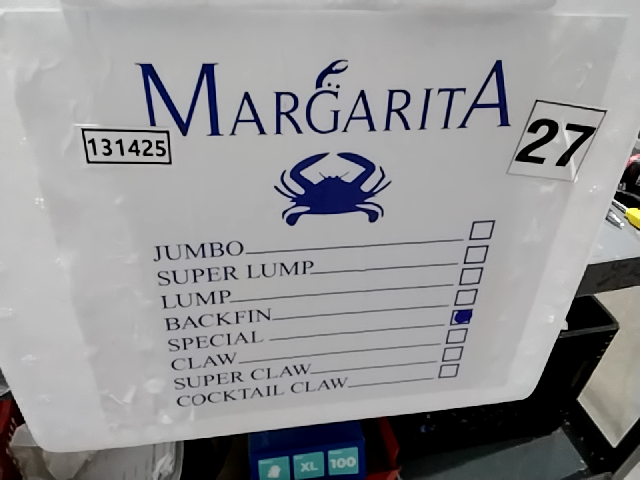 MARGARITA
131425
27
JUMBO
SUPER LUMP
LUMP
BACKFIN
SPECIAL
CLAW
SUPER CLAW
COCKTAIL CLAW
XL 100